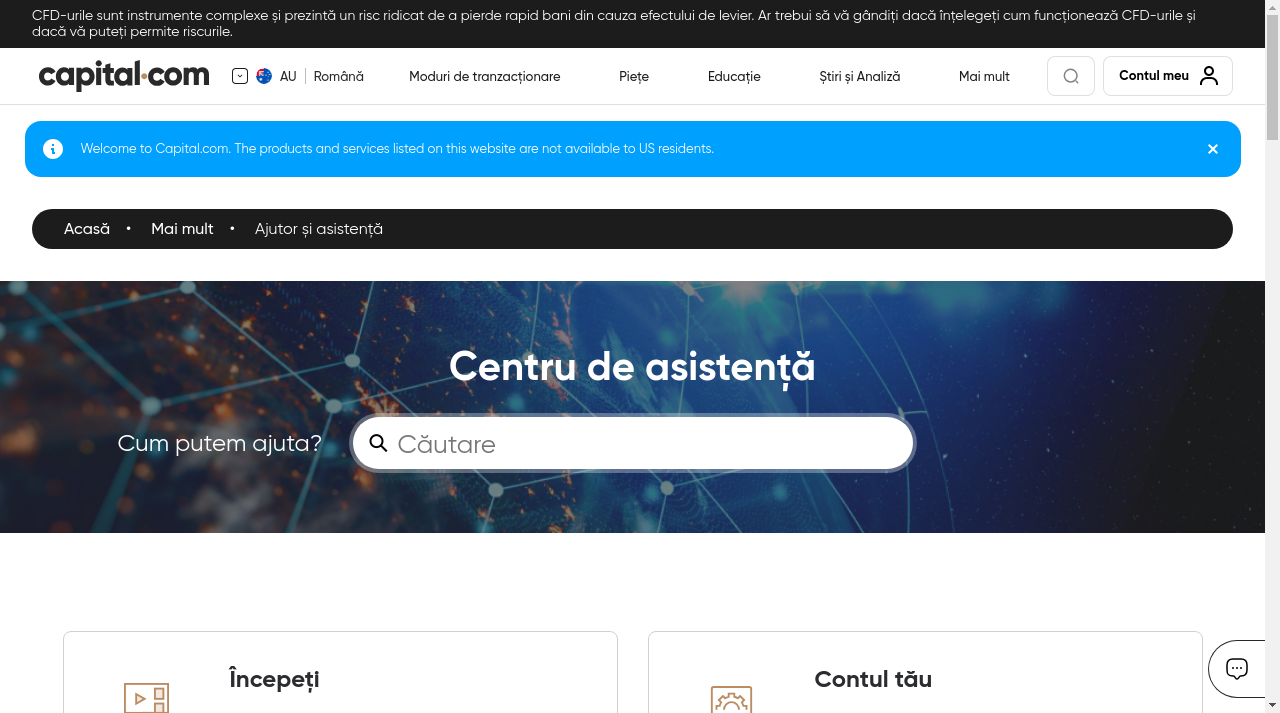 CFD-urile sunt instrumente complexe și prezintă un risc ridicat de a pierde rapid bani din cauza efectului de levier. Ar trebui să vă gândiți dacă înțelegeți cum funcționează CFD-urile și
dacă vă puteți permite riscurile.
capital.com AU Română Moduri de tranzacționare Piețe Educație Știri și Analiză Mai mult Contul meu
Welcome to Capital.com. The products and services listed on this website are not available to US residents.
Acasă • Mai mult • Ajutor și asistență
Centru de asistență
Cum putem ajuta? Căutare
Începeți Contul tău